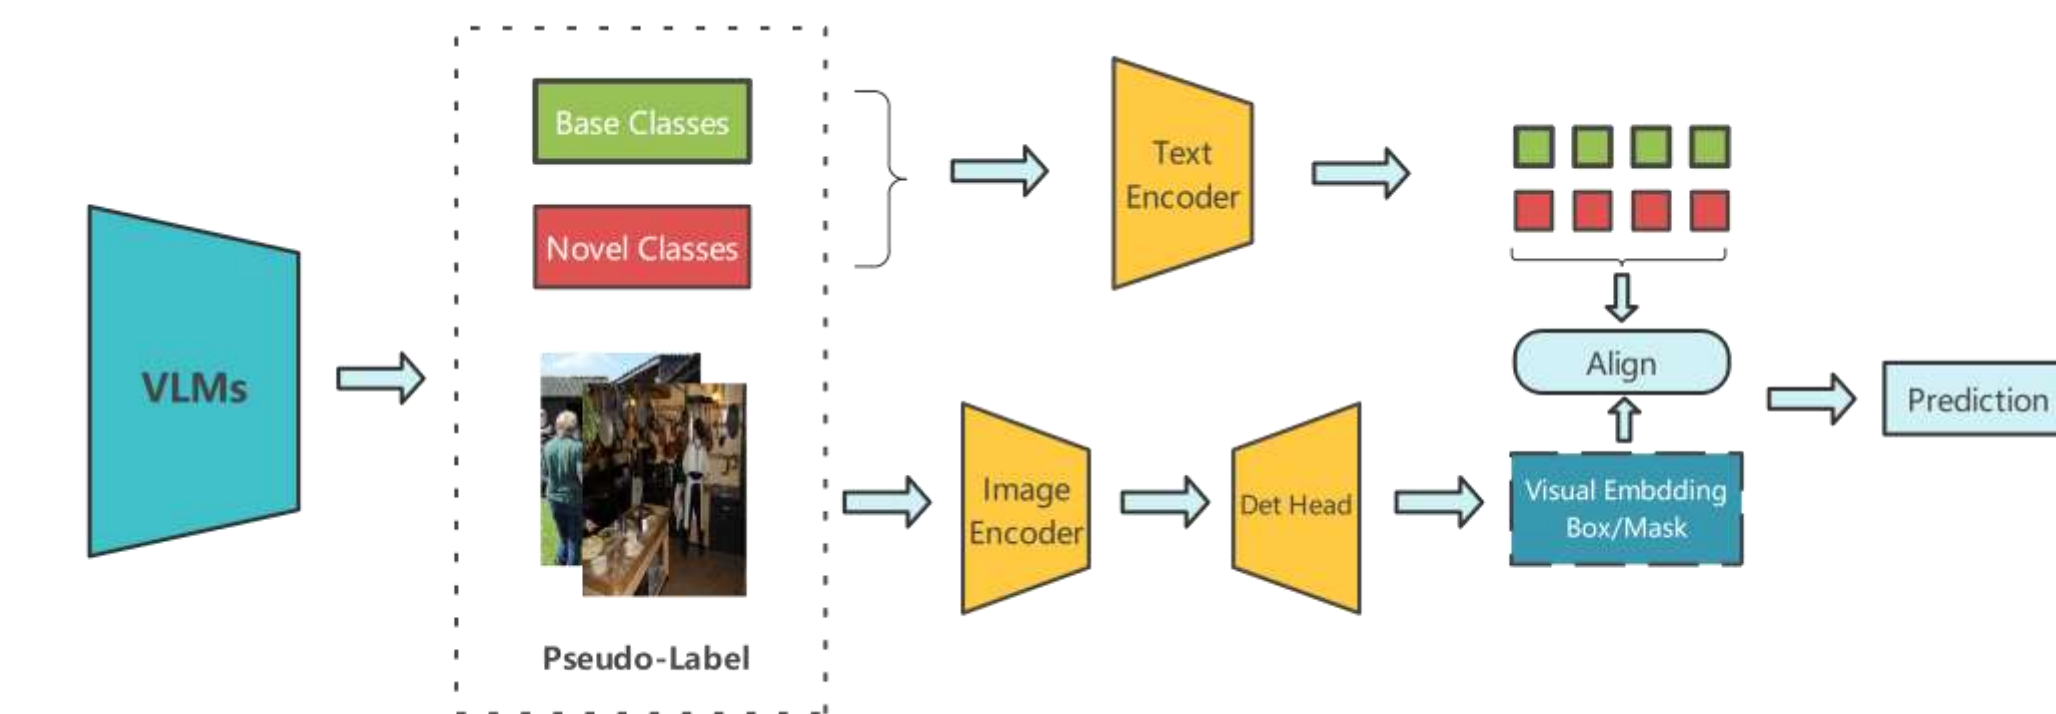 VLMs
Base Classes
Novel Classes
Pseudo-Label
Text
Encoder
Image
Encoder
Det Head
Align
Visual Embdding
Box/Mask
Prediction